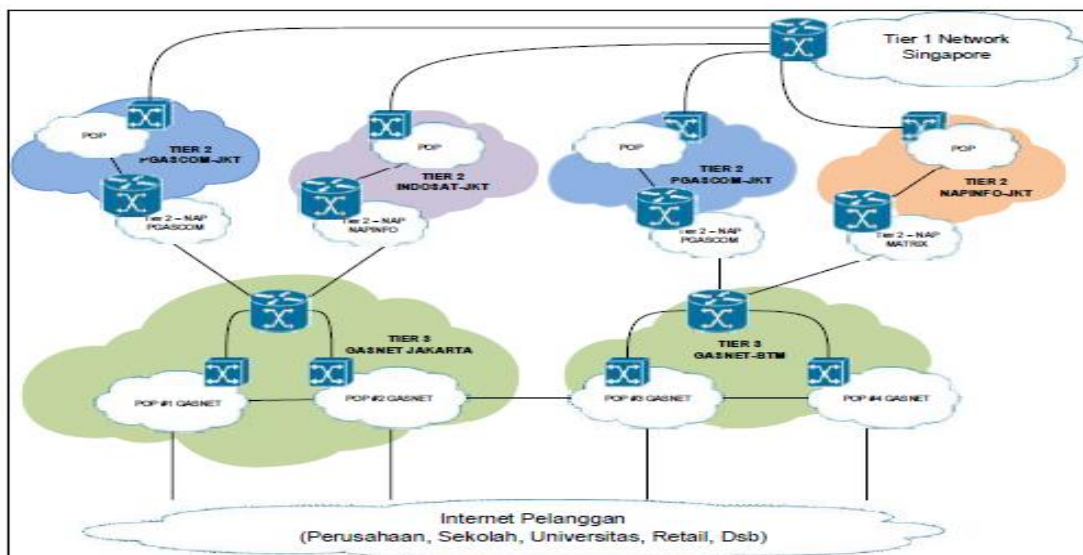 Tier 1 Network
Singapore
POP
TIER 2
PGASCOM-JKT
Tier 2 – NAP
PGASCOM
POP
TIER 2
INDOSAT-JKT
Tier 2 – NAP
NAPINFO
POP
TIER 2
PGASCOM-JKT
Tier 2 – NAP
PGASCOM
POP
TIER 2
NAPINFO-JKT
Tier 2 – NAP
MATRIX
TIER 3
GASNET JAKARTA
POP #1 GASNET
POP #2 GASNET
TIER 3
GASNET-BTM
POP #3 GASNET
POP #4 GASNET
Internet Pelanggan
(Perusahaan, Sekolah, Universitas, Retail, Dsb)